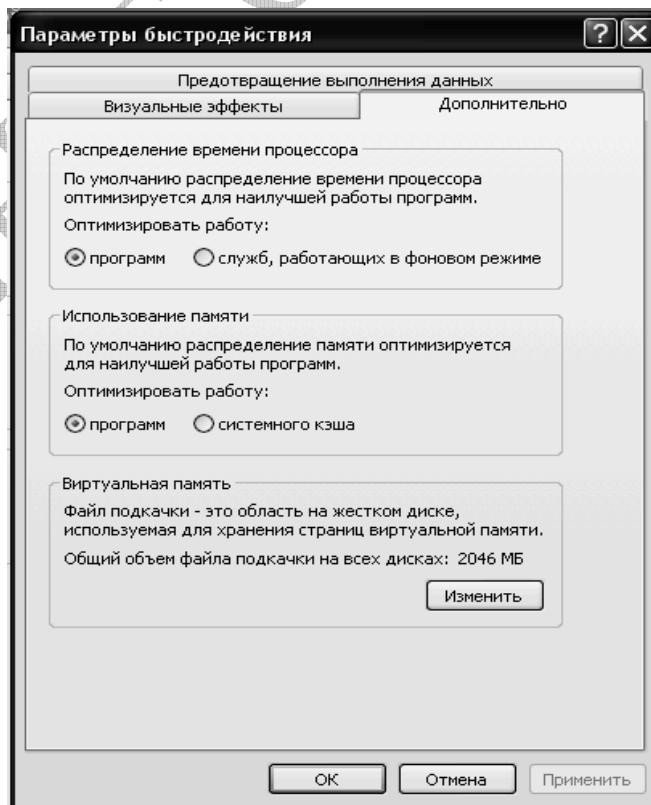 Параметры быстродействия
Предотвращение выполнения данных
Визуальные эффекты
Дополнительно
Распределение времени процессора
По умолчанию распределение времени процессора
оптимизируется для наилучшей работы программ.
Оптимизировать работу:
программ служб, работающих в фоновом режиме
Использование памяти
По умолчанию распределение памяти оптимизируется
для наилучшей работы программ.
Оптимизировать работу:
программ системного кэша
Виртуальная память
Файл подкачки - это область на жестком диске,
используемая для хранения страниц виртуальной памяти.
Общий объем файла подкачки на всех дисках: 2046 МБ
Изменить
ОК Отмена Применить